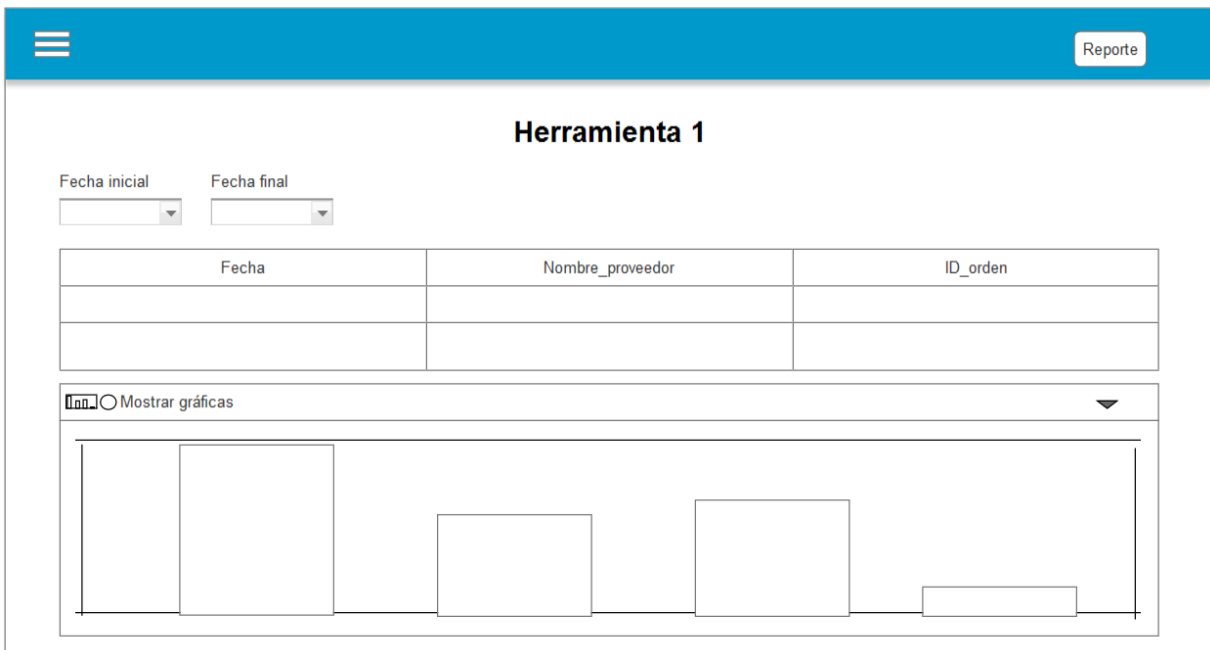 Reporte
Herramienta 1
Fecha inicial Fecha final
Fecha Nombre_proveedor ID_orden
Mostrar gráficas